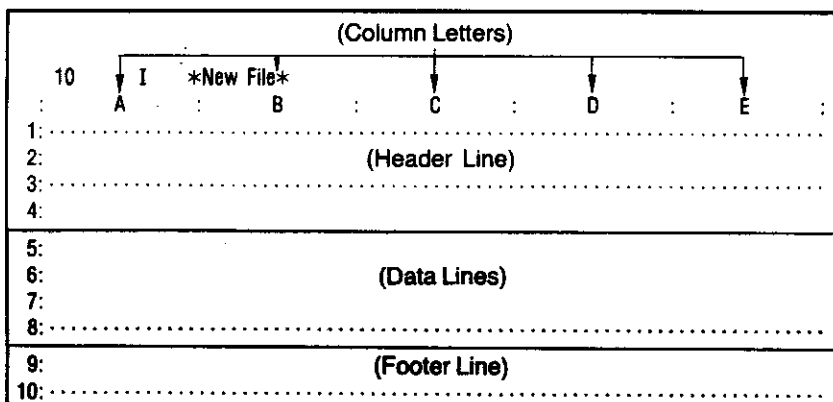 (Column Letters)
10 I *New File*
: A : B : C : D : E :
1: ........................................................................
2: (Header Line)
3: ........................................................................
4:
5:
6: (Data Lines)
7:
8: ........................................................................
9: (Footer Line)
10: ........................................................................